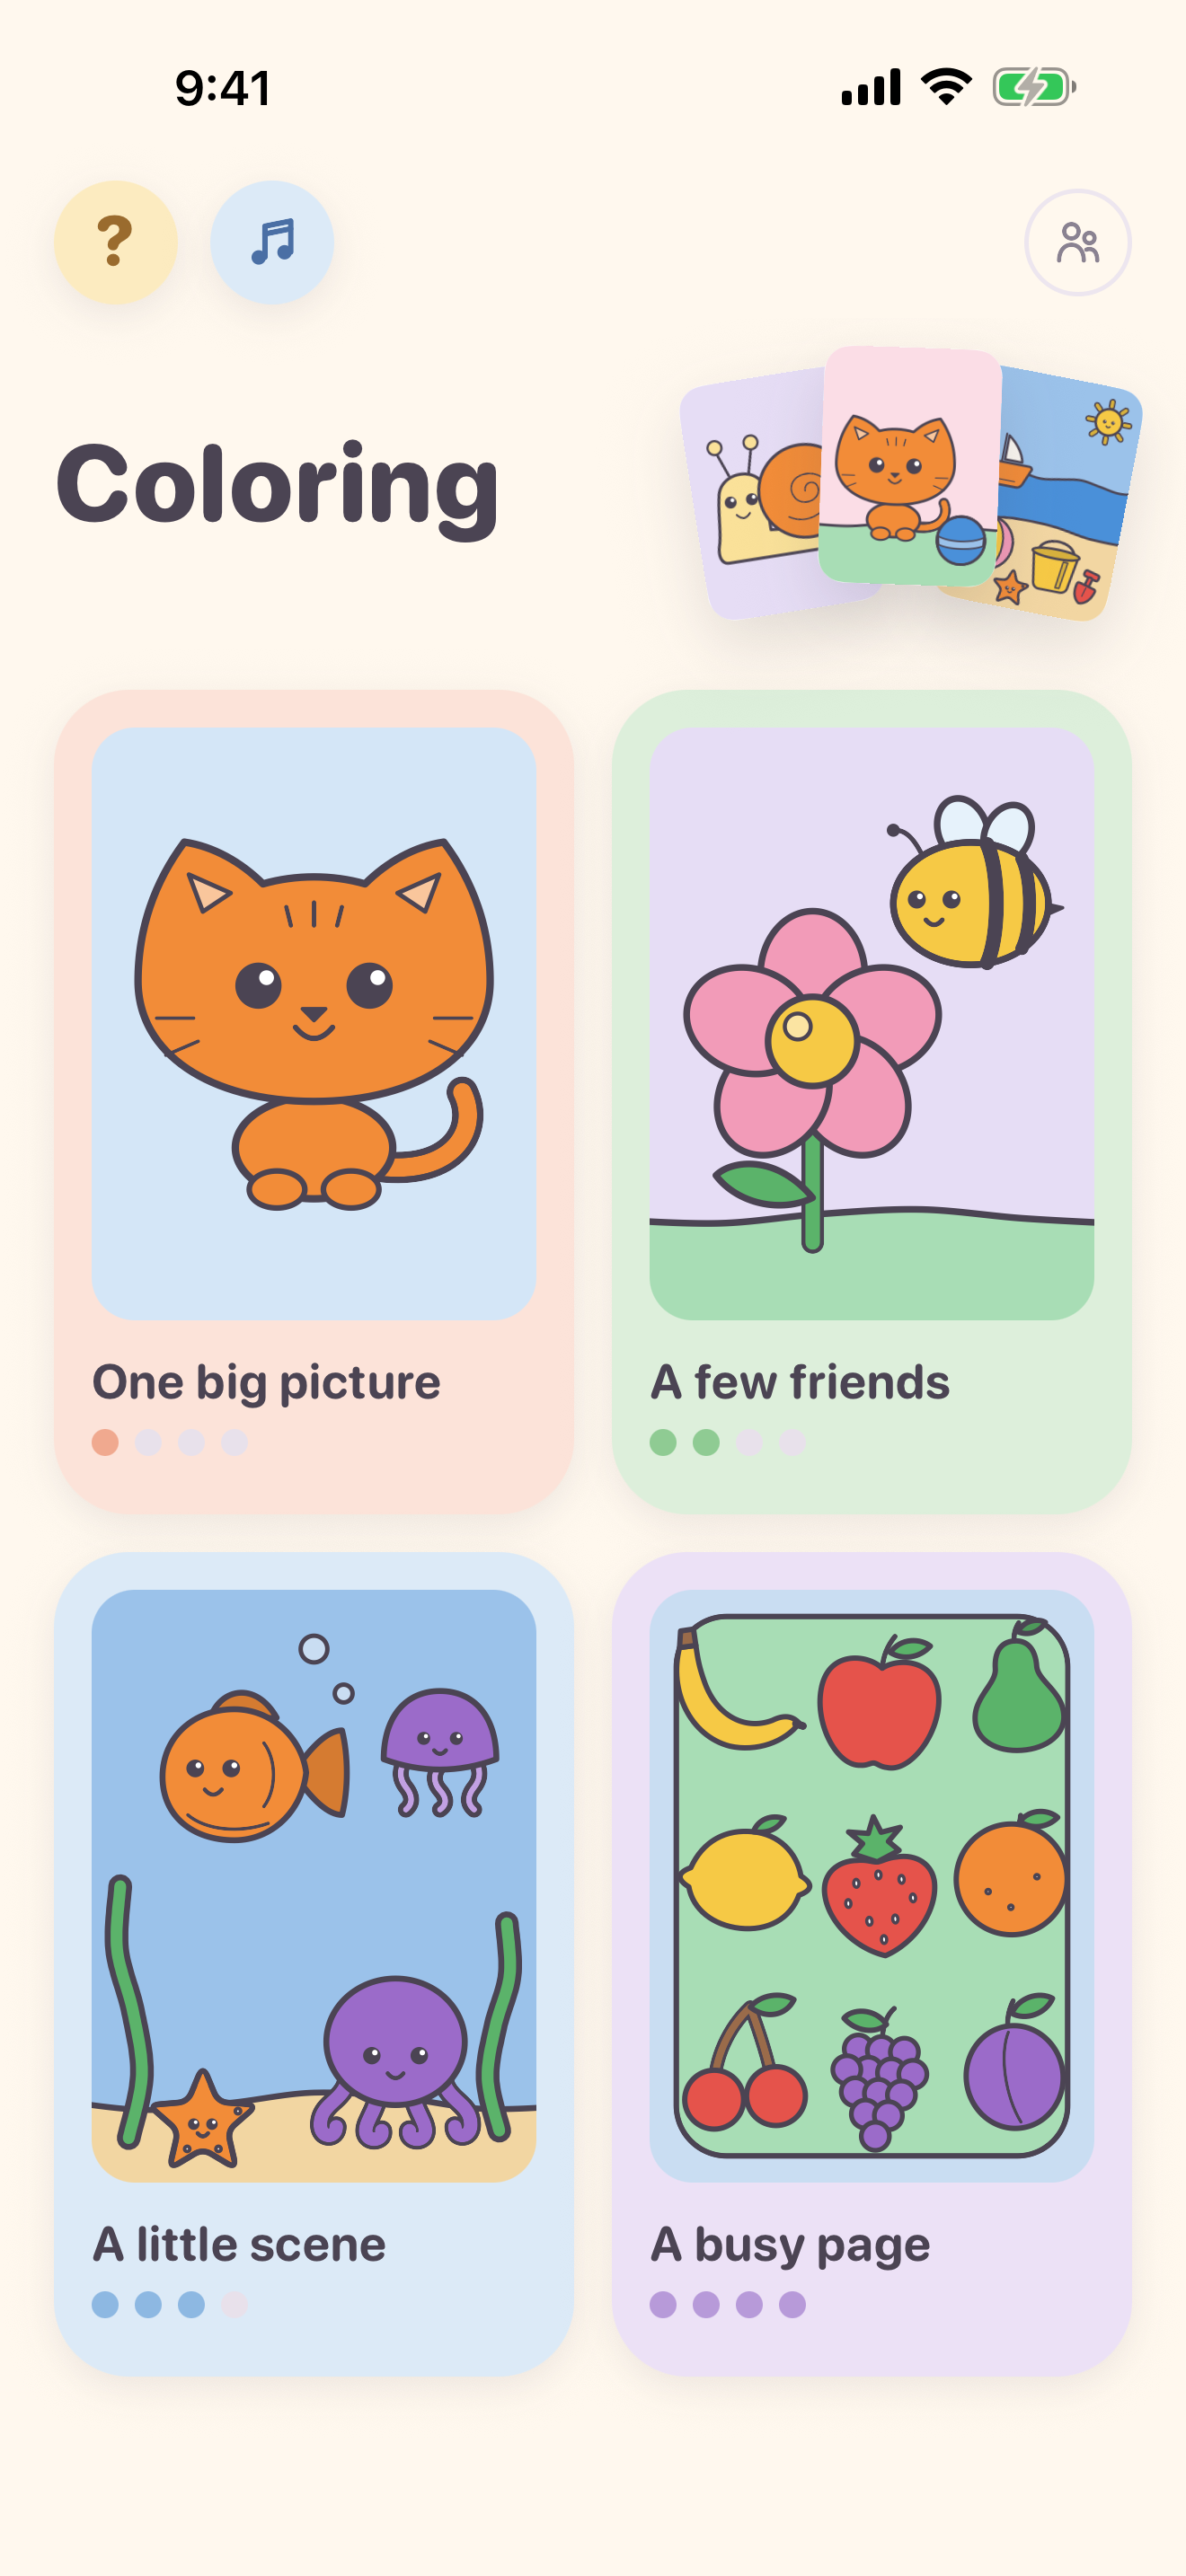 9:41
?
Coloring
One big picture
A few friends
A little scene
A busy page